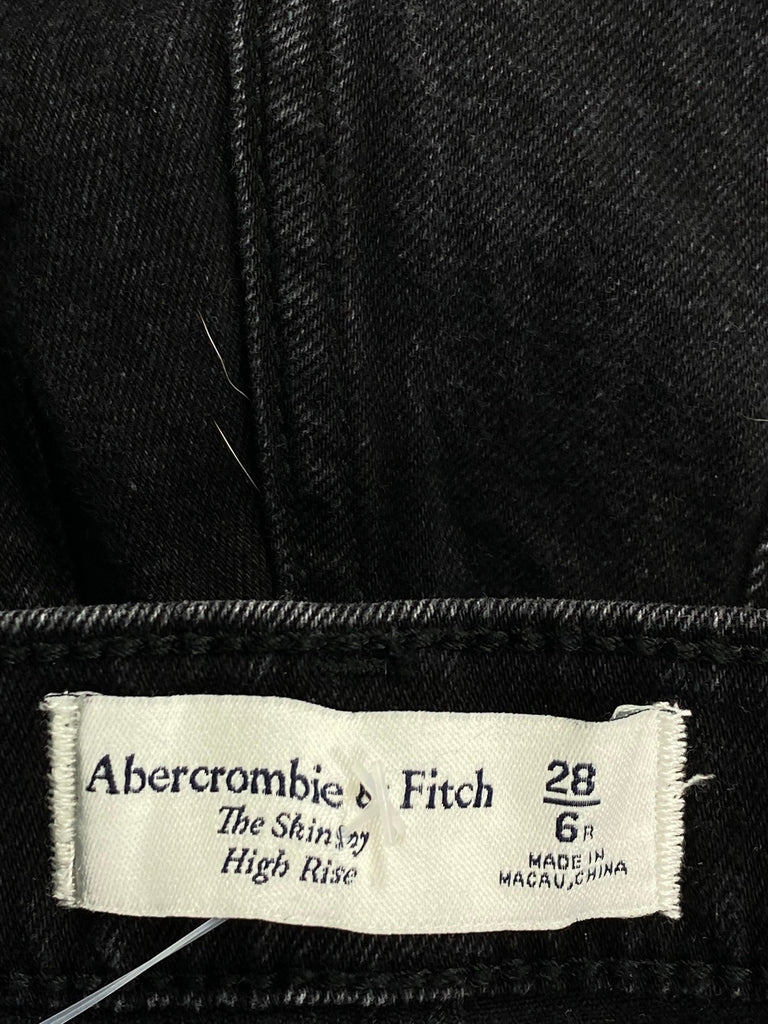 Abercrombie & Fitch
The Skinny
High Rise
28
6R
MADE IN
MACAU, CHINA